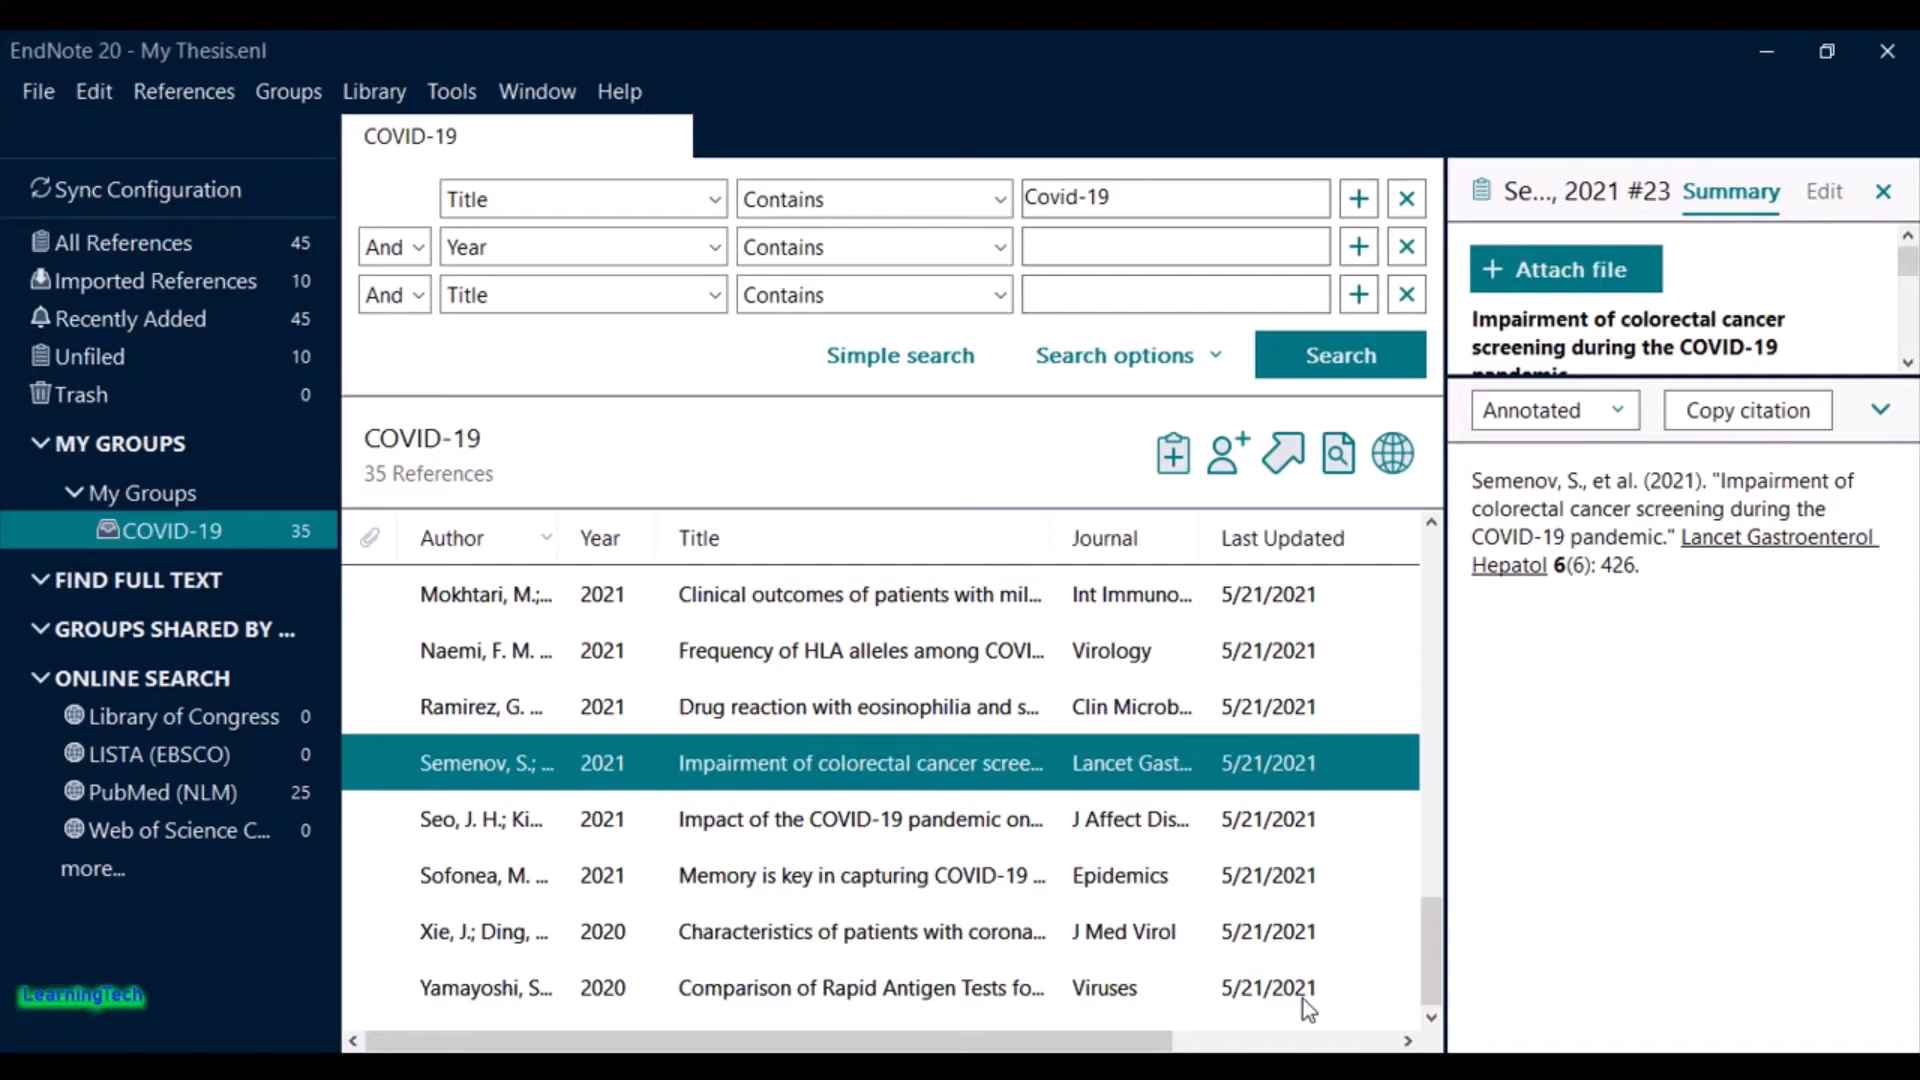 EndNote 20 - My Thesis.enl
File Edit References Groups Library Tools Window Help
Sync Configuration
All References 45
Imported References 10
Recently Added 45
Unfiled 10
Trash 0
MY GROUPS
My Groups
COVID-19 35
FIND FULL TEXT
GROUPS SHARED BY ...
ONLINE SEARCH
Library of Congress 0
LISTA (EBSCO) 0
PubMed (NLM) 25
Web of Science C... 0
more...
LearningTech
COVID-19
Title Contains Covid-19
And Year Contains
And Title Contains
Simple search Search options Search
COVID-19
35 References
Author Year Title Journal Last Updated
Mokhtari, M.;... 2021 Clinical outcomes of patients with mil... Int Immuno... 5/21/2021
Naemi, F. M. ... 2021 Frequency of HLA alleles among COVI... Virology 5/21/2021
Ramirez, G. ... 2021 Drug reaction with eosinophilia and s... Clin Microb... 5/21/2021
Semenov, S.; ... 2021 Impairment of colorectal cancer scree... Lancet Gast... 5/21/2021
Seo, J. H.; Ki... 2021 Impact of the COVID-19 pandemic on... J Affect Dis... 5/21/2021
Sofonea, M. ... 2021 Memory is key in capturing COVID-19 ... Epidemics 5/21/2021
Xie, J.; Ding, ... 2020 Characteristics of patients with corona... J Med Virol 5/21/2021
Yamayoshi, S... 2020 Comparison of Rapid Antigen Tests fo... Viruses 5/21/2021
Se..., 2021 #23 Summary Edit
+ Attach file
Impairment of colorectal cancer
screening during the COVID-19
pandemic
Annotated Copy citation
Semenov, S., et al. (2021). "Impairment of
colorectal cancer screening during the
COVID-19 pandemic." Lancet Gastroenterol
Hepatol 6(6): 426.